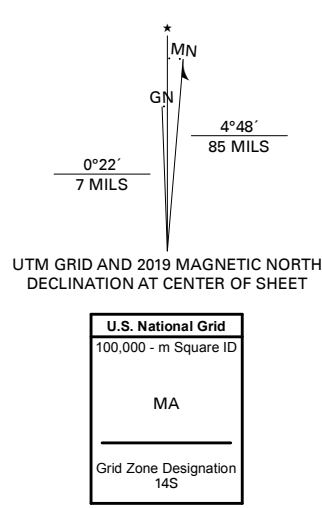 ★
MN
GN
4°48´
85 MILS
0°22´
7 MILS
UTM GRID AND 2019 MAGNETIC NORTH
DECLINATION AT CENTER OF SHEET
U.S. National Grid
100,000 - m Square ID
MA
Grid Zone Designation
14S